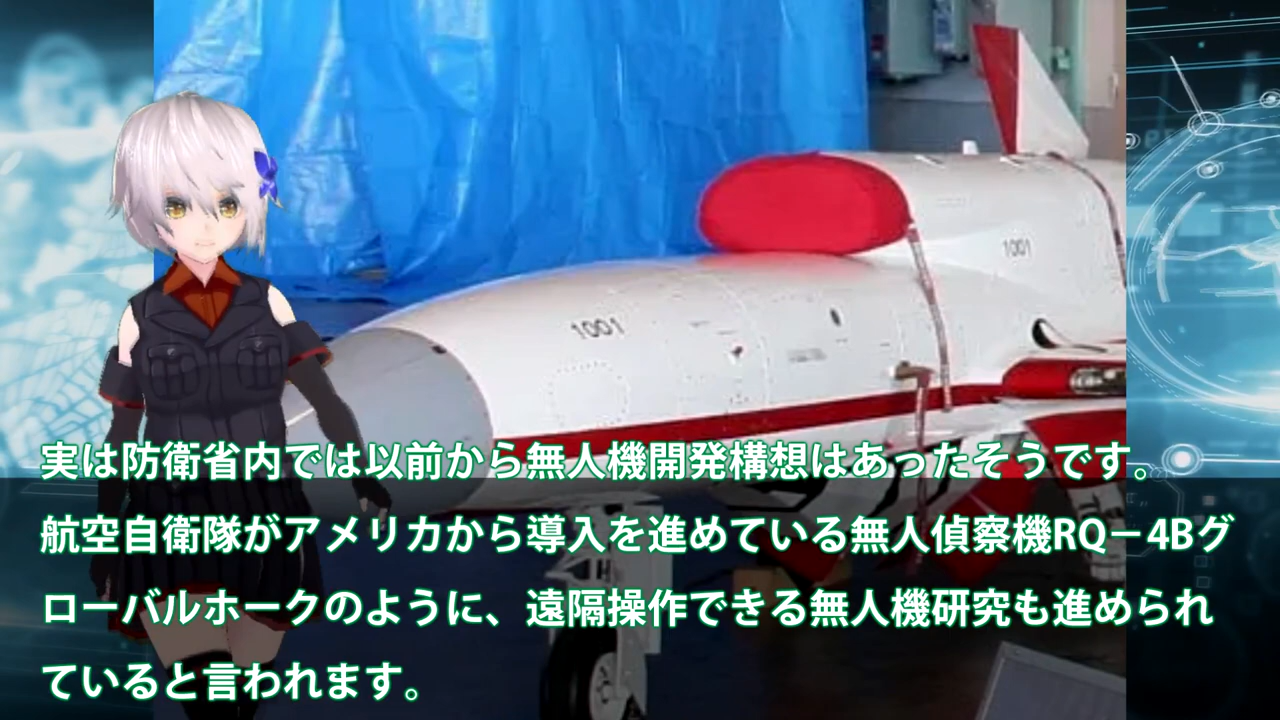 1001
1001
実は防衛省内では以前から無人機開発構想はあったそうです。
航空自衛隊がアメリカから導入を進めている無人偵察機RQー4Bグ
ローバルホークのように、遠隔操作できる無人機研究も進められ
ていると言われます。